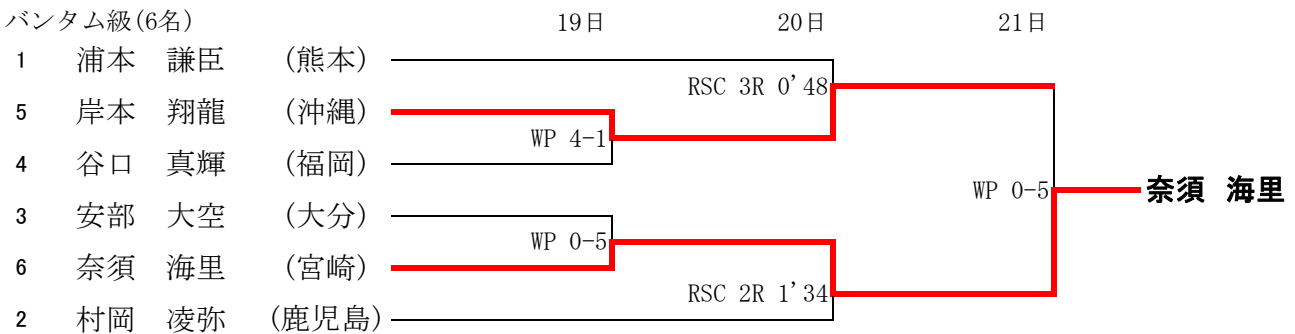 バンタム級(6名) 19日 20日 21日
1 浦本 謙臣 (熊本)
RSC 3R 0'48
5 岸本 翔龍 (沖縄)
WP 4-1
4 谷口 真輝 (福岡)
WP 0-5 奈須 海里
3 安部 大空 (大分)
WP 0-5
6 奈須 海里 (宮崎)
RSC 2R 1'34
2 村岡 凌弥 (鹿児島)